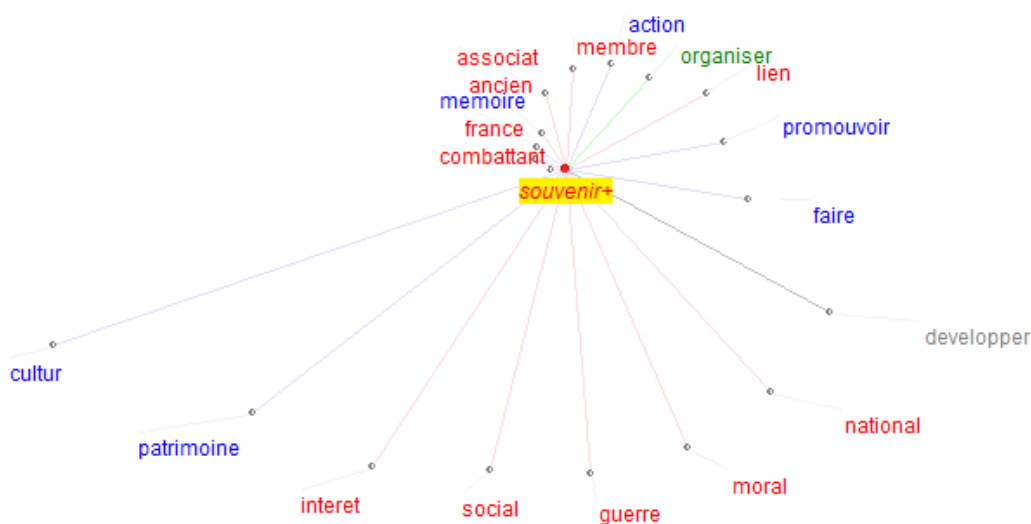 action
membre
associat
organiser
lien
ancien
memoire
promouvoir
france
combattant
souvenir+
faire
developper
cultur
national
patrimoine
moral
interet
social
guerre